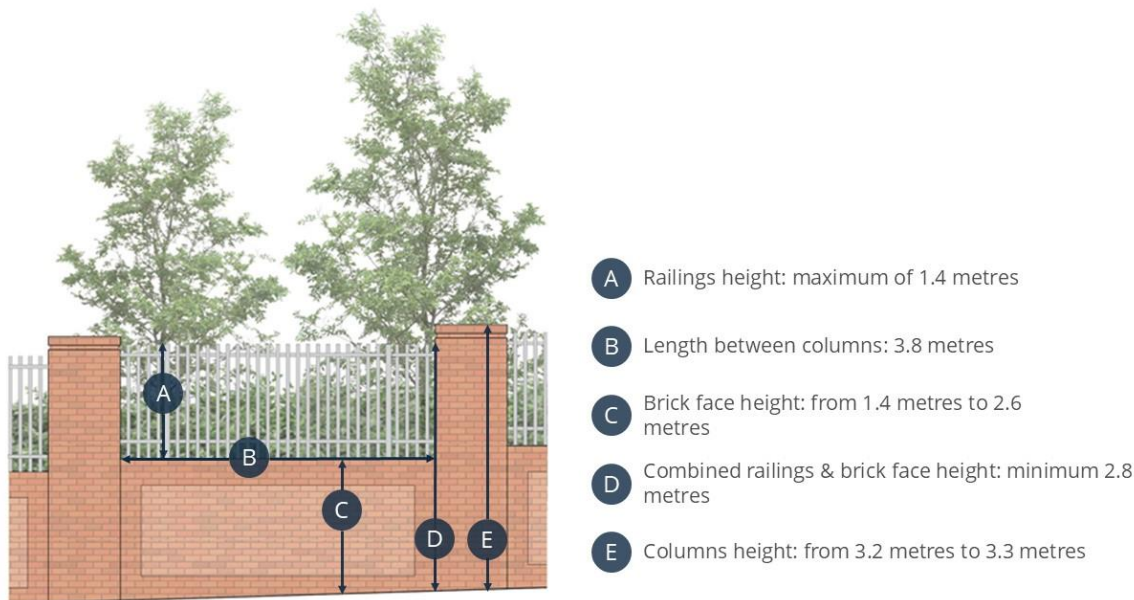 A
B
C
D
E
A Railings height: maximum of 1.4 metres
B Length between columns: 3.8 metres
C Brick face height: from 1.4 metres to 2.6
metres
D Combined railings & brick face height: minimum 2.8
metres
E Columns height: from 3.2 metres to 3.3 metres